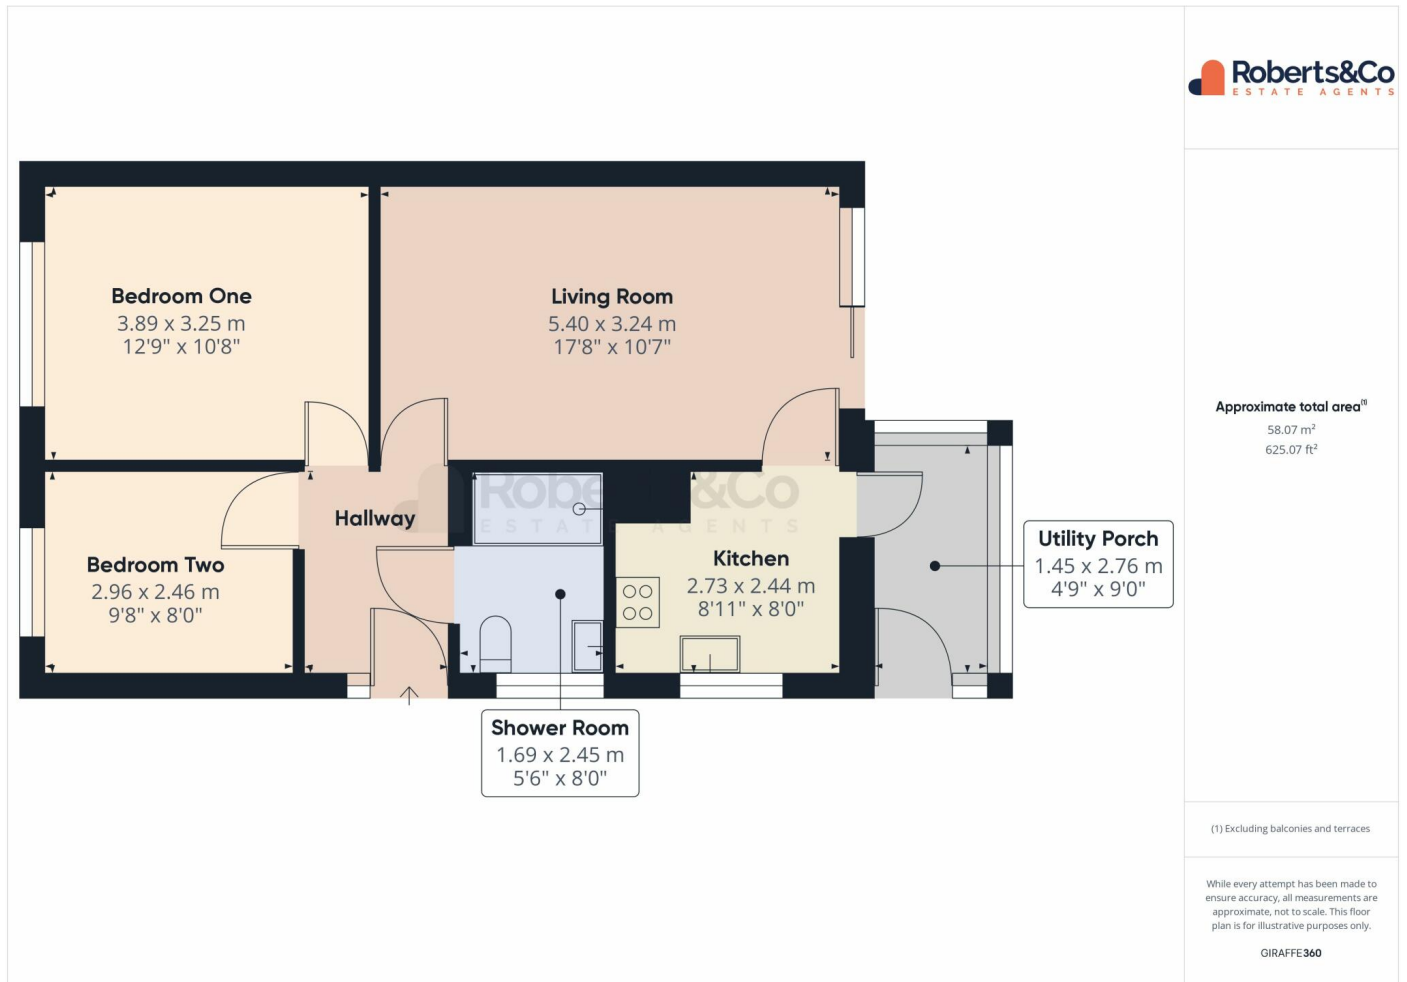 Roberts&Co
ESTATE AGENTS
Bedroom One
3.89 x 3.25 m
12'9" x 10'8"
Living Room
5.40 x 3.24 m
17'8" x 10'7"
Hallway
Roberts&Co
ESTATE AGENTS
Bedroom Two
2.96 x 2.46 m
9'8" x 8'0"
Kitchen
2.73 x 2.44 m
8'11" x 8'0"
Utility Porch
1.45 x 2.76 m
4'9" x 9'0"
Shower Room
1.69 x 2.45 m
5'6" x 8'0"
Approximate total area(1)
58.07 m²
625.07 ft²
(1) Excluding balconies and terraces
While every attempt has been made to
ensure accuracy, all measurements are
approximate, not to scale. This floor
plan is for illustrative purposes only.
GIRAFFE360